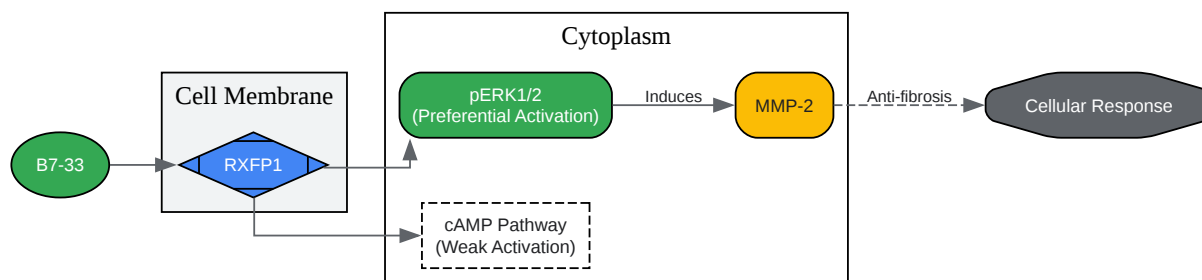 Cytoplasm
Cell Membrane
pERK1/2
(Preferential Activation)
Induces
MMP-2
Anti-fibrosis
Cellular Response
B7-33
RXFP1
cAMP Pathway
(Weak Activation)